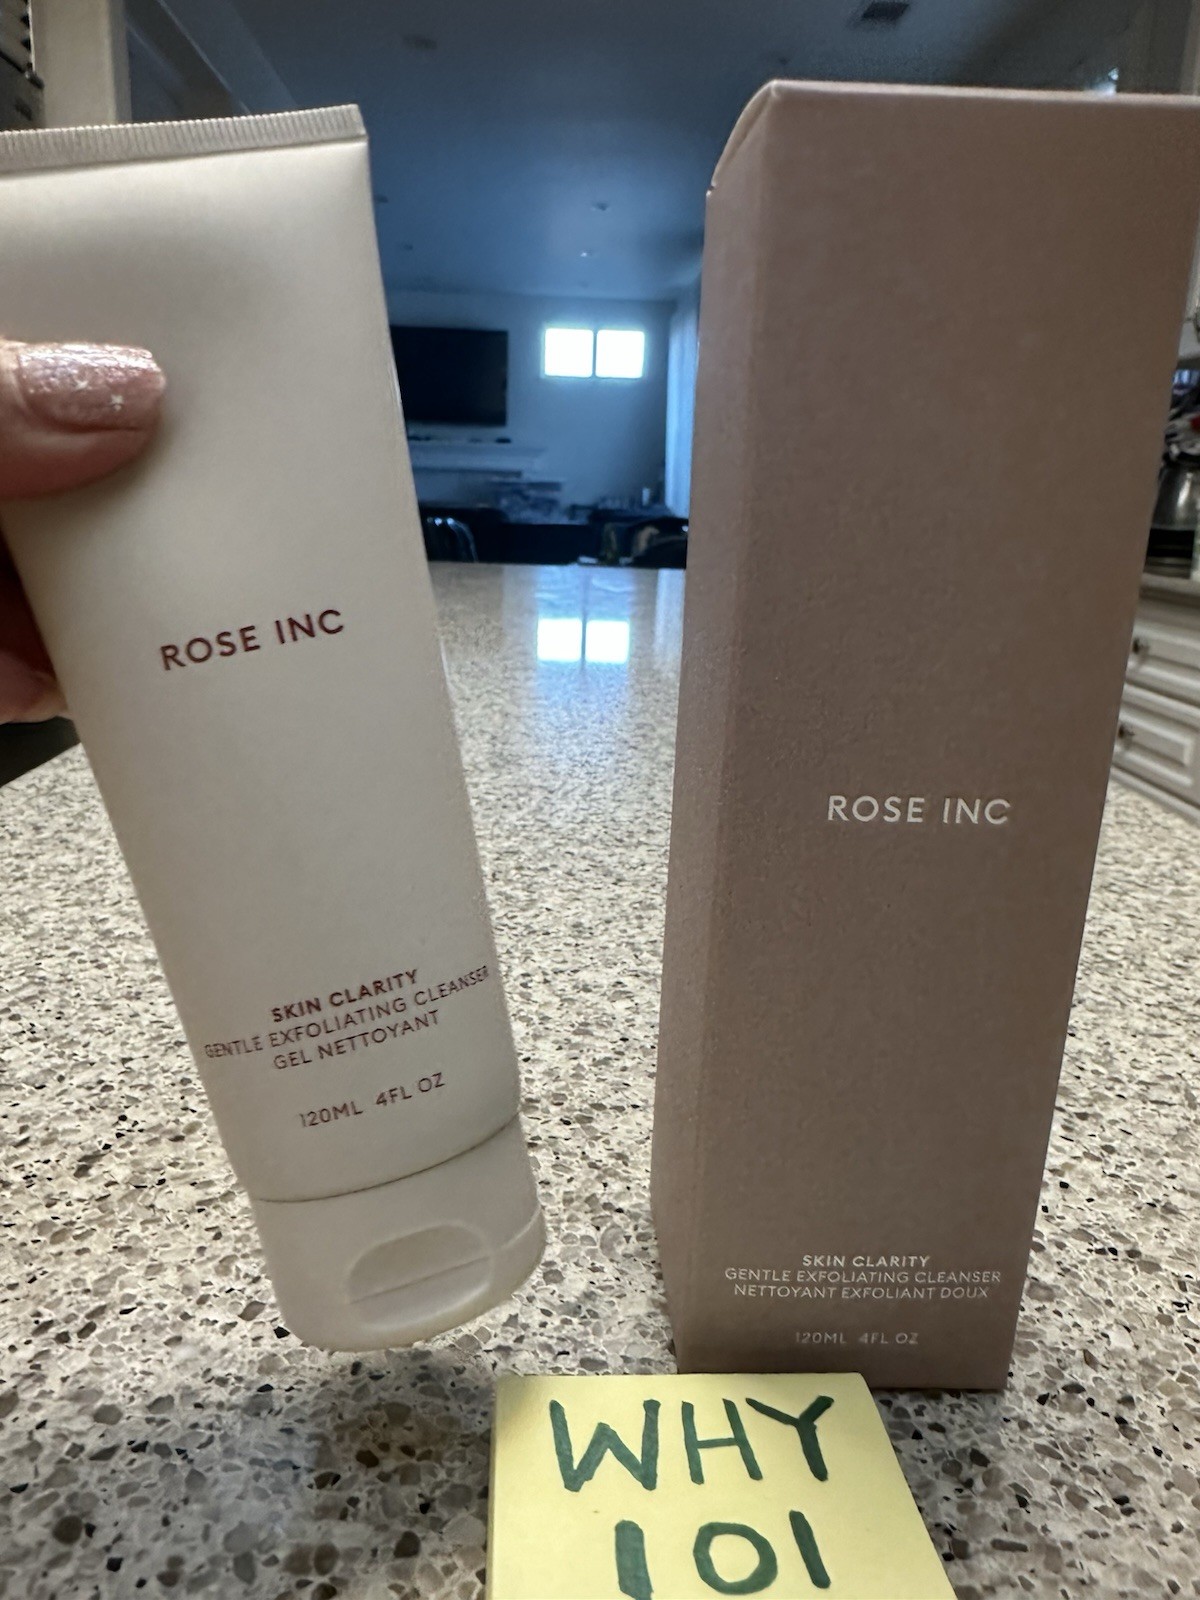 ROSE INC
SKIN CLARITY
GENTLE EXFOLIATING CLEANSER
GEL NETTOYANT
120ML 4FL OZ
ROSE INC
SKIN CLARITY
GENTLE EXFOLIATING CLEANSER
NETTOYANT EXFOLIANT DOUX
120ML 4FL OZ
WHY
101